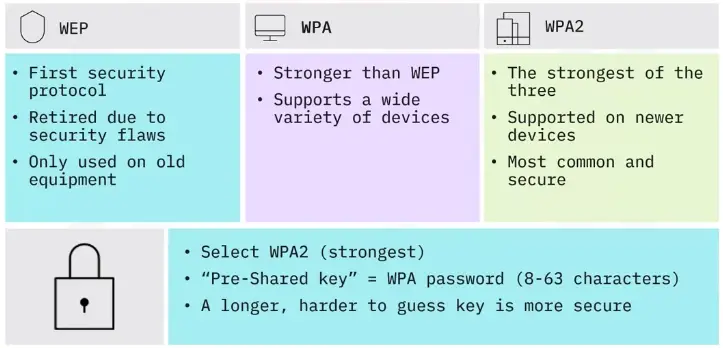 WEP
WPA
WPA2
• First security
protocol
• Retired due to
security flaws
• Only used on old
equipment
• Stronger than WEP
• Supports a wide
variety of devices
• The strongest of the
three
• Supported on newer
devices
• Most common and
secure
• Select WPA2 (strongest)
• “Pre-Shared key” = WPA password (8-63 characters)
• A longer, harder to guess key is more secure